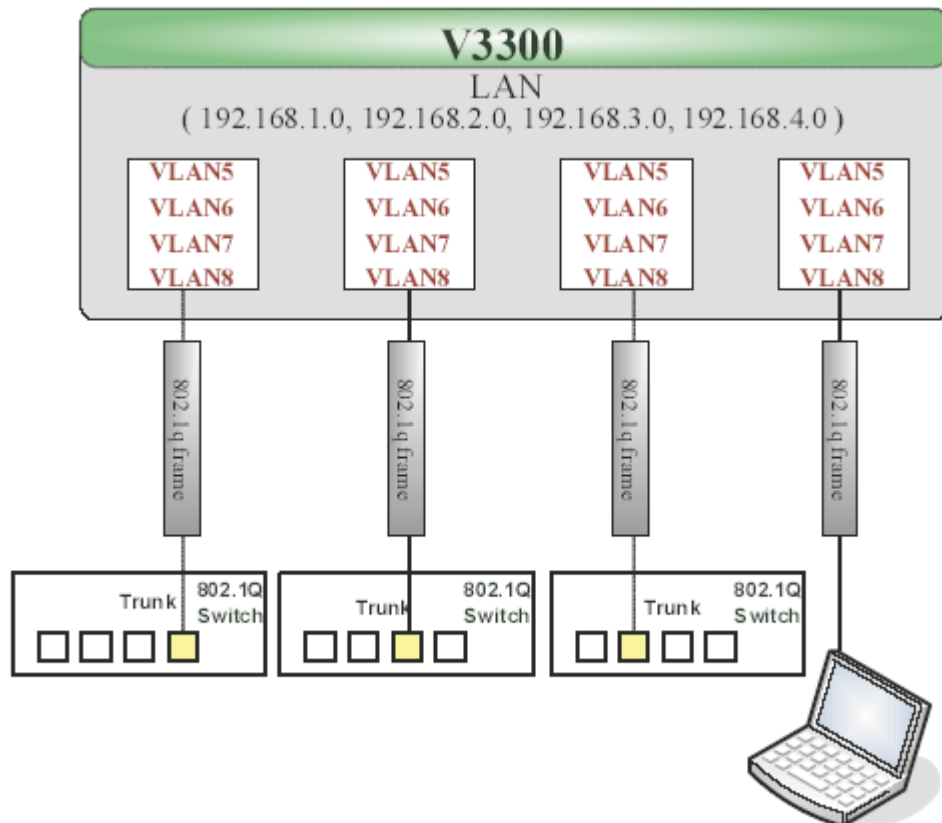 V3300
LAN
( 192.168.1.0, 192.168.2.0, 192.168.3.0, 192.168.4.0 )
VLAN5
VLAN6
VLAN7
VLAN8
VLAN5
VLAN6
VLAN7
VLAN8
VLAN5
VLAN6
VLAN7
VLAN8
VLAN5
VLAN6
VLAN7
VLAN8
802.1q frame
802.1q frame
802.1q frame
802.1q frame
Trunk
802.1Q
Switch
Trunk
802.1Q
Switch
Trunk
802.1Q
Switch